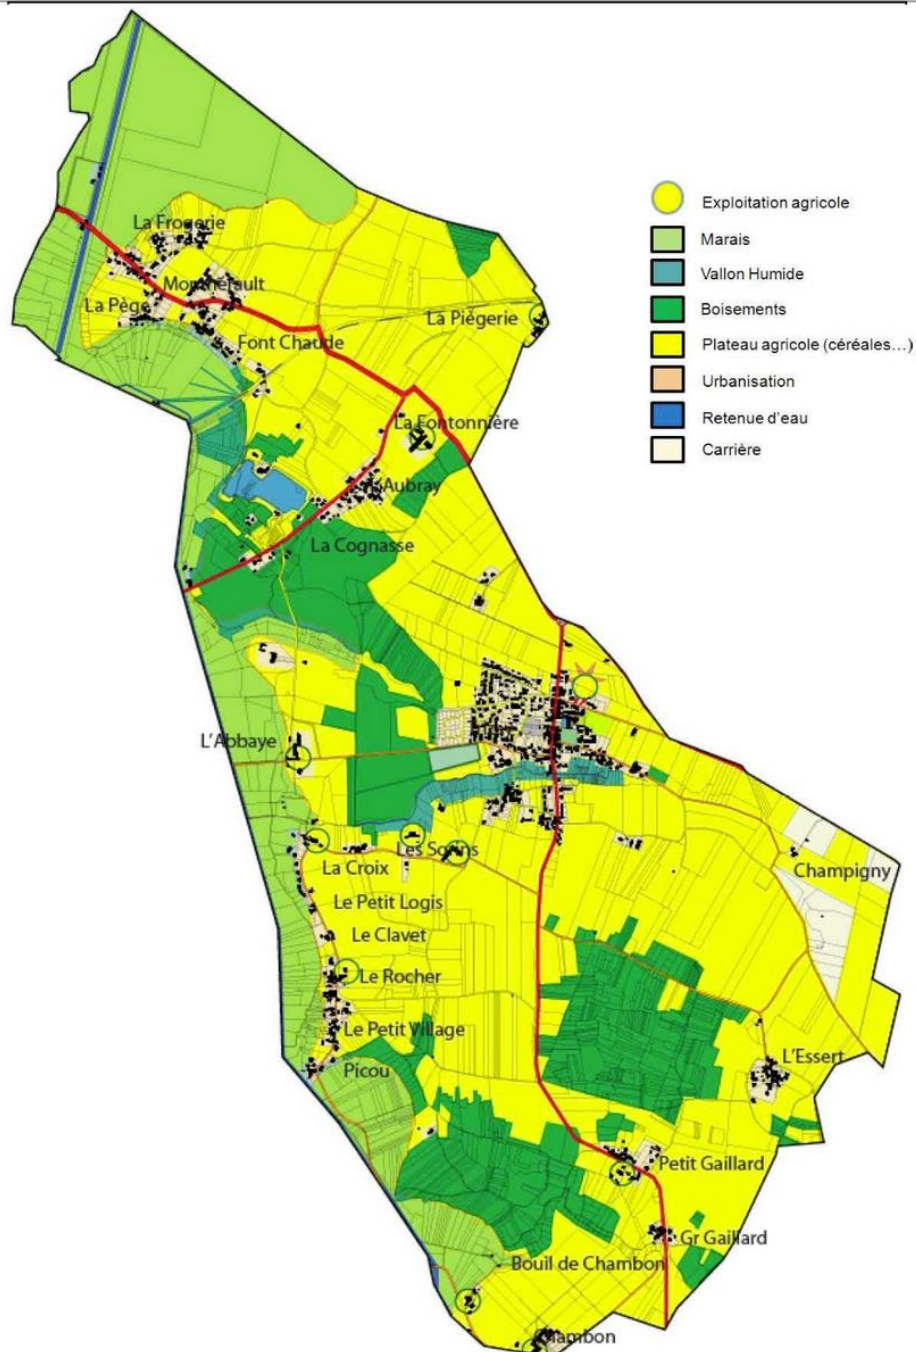 La Frogerie
Exploitation agricole
Marais
Vallon Humide
Monthérault
La Pège
Boisements
La Piègerie
Font Chaude
Plateau agricole (céréales...)
Urbanisation
Retenue d'eau
La Fontonnière
Carrière
Aubray
La Cognasse
L'Abbaye
Les Sorins
La Croix
Champigny
Le Petit Logis
Le Clavet
Le Rocher
Le Petit Village
L'Essert
Picou
Petit Gaillard
Gr Gaillard
Bouil de Chambon
Chambon